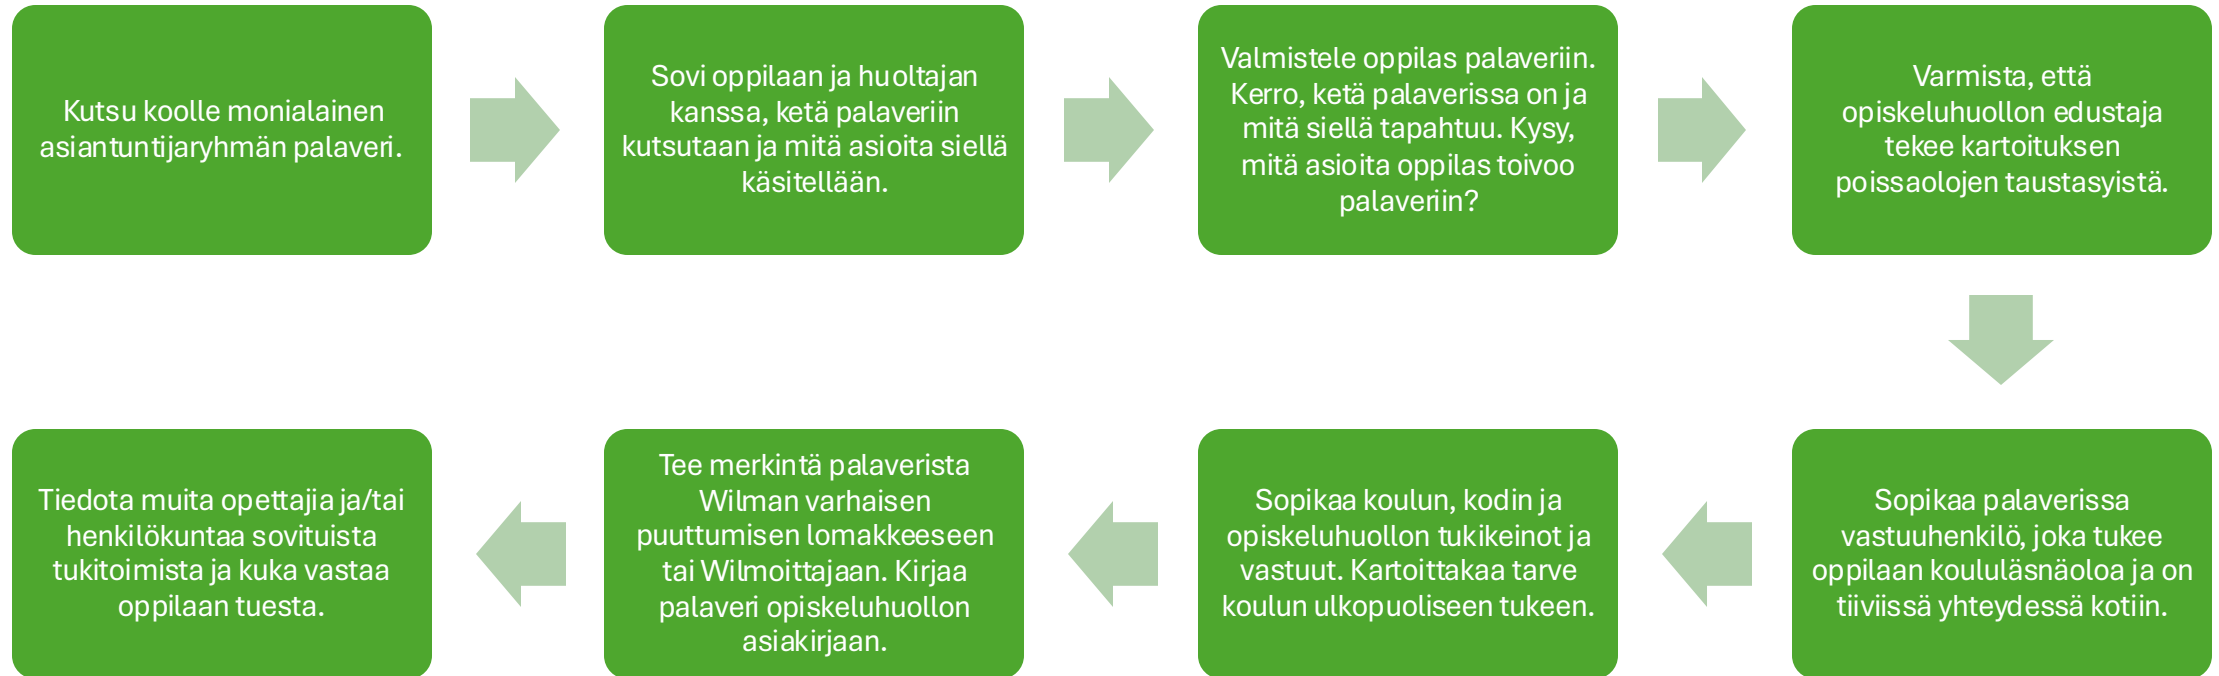 Kutsu koolle monialainen
asiantuntijaryhmän palaveri.
Sovi oppilaan ja huoltajan
kanssa, ketä palaveriin
kutsutaan ja mitä asioita siellä
käsitellään.
Valmistele oppilas palaveriin.
Kerro, ketä palaverissa on ja
mitä siellä tapahtuu. Kysy,
mitä asioita oppilas toivoo
palaveriin?
Varmista, että
opiskeluhuollon edustaja
tekee kartoituksen
poissaolojen taustasyistä.
Sopikaa palaverissa
vastuuhenkilö, joka tukee
oppilaan koululäsnäoloa ja on
tiiviissä yhteydessä kotiin.
Sopikaa koulun, kodin ja
opiskeluhuollon tukikeinot ja
vastuut. Kartoittakaa tarve
koulun ulkopuoliseen tukeen.
Tee merkintä palaverista
Wilman varhaisen
puuttumisen lomakkeeseen
tai Wilmoittajaan. Kirjaa
palaveri opiskeluhuollon
asiakirjaan.
Tiedota muita opettajia ja/tai
henkilökuntaa sovituista
tukitoimista ja kuka vastaa
oppilaan tuesta.